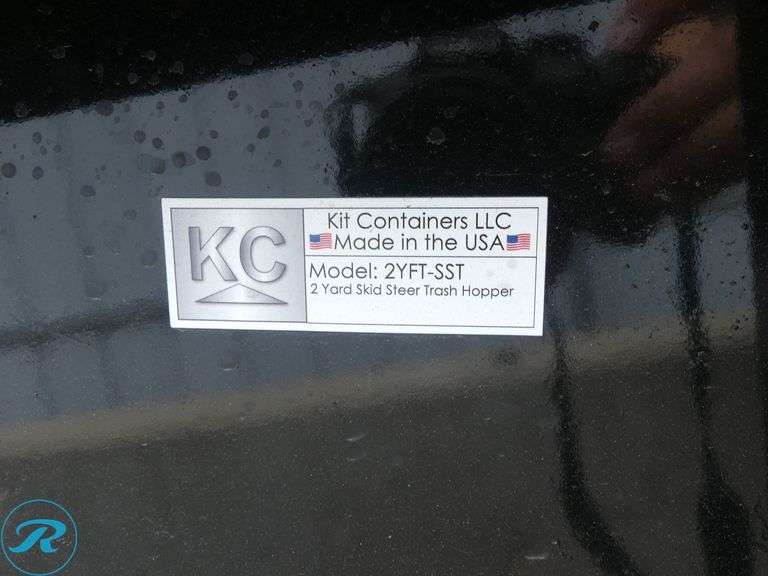 KC
Kit Containers LLC
Made in the USA
Model: 2YFT-SST
2 Yard Skid Steer Trash Hopper
R